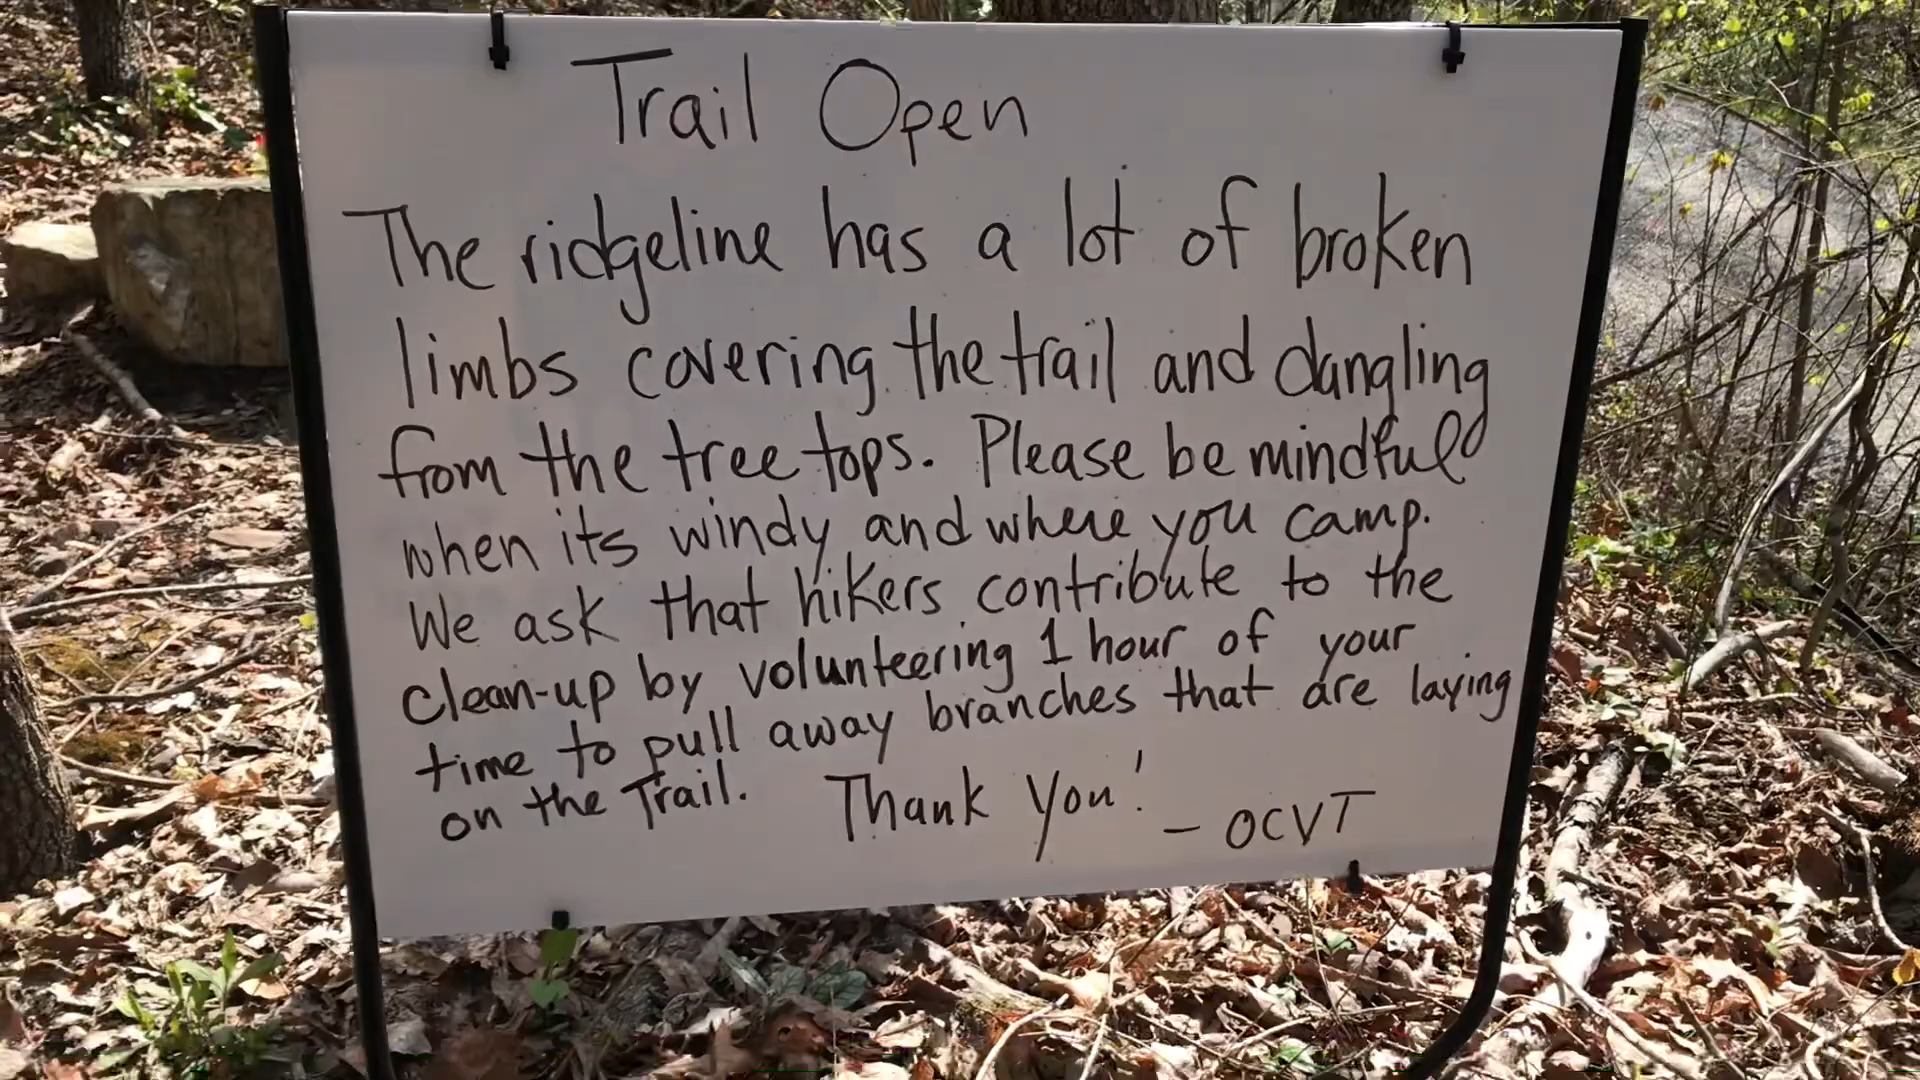 Trail Open
The ridgeline has a lot of broken
limbs covering the trail and dangling
from the tree tops. Please be mindful
when its windy and where you camp.
We ask that hikers contribute to the
clean-up by volunteering 1 hour of your
time to pull away branches that are laying
on the Trail. Thank You!
- OCVT